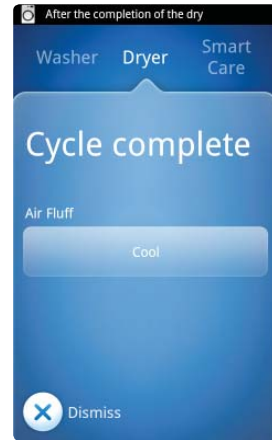 After the completion of the dry
Washer Dryer Smart Care
Cycle complete
Air Fluff
Cool
Dismiss